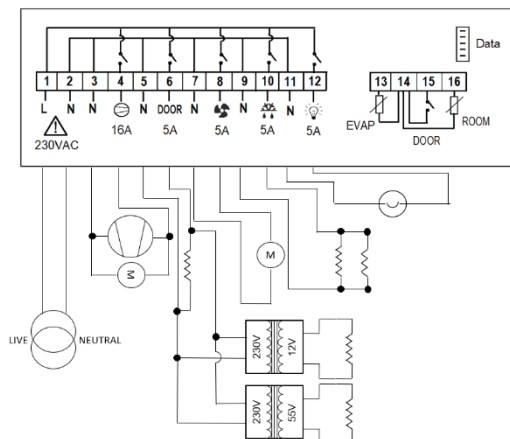 Data
1 2 3 4 5 6 7 8 9 10 11 12
13 14 15 16
L N N N DOOR N N N
16A 5A 5A 5A 5A
230VAC
EVAP ROOM
DOOR
M
M
LIVE NEUTRAL
230V 12V
230V 55V